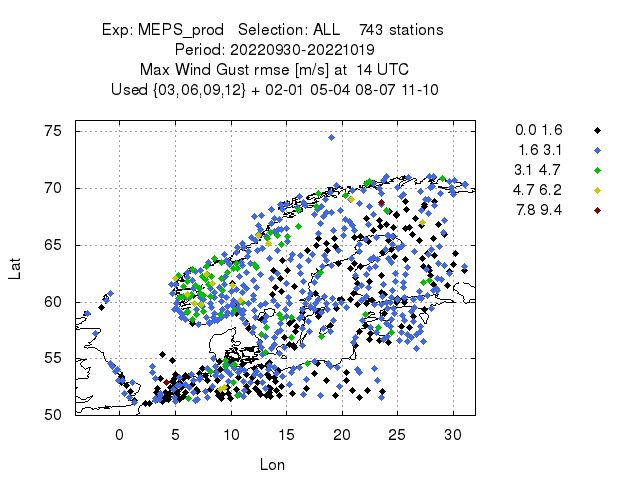 Exp: MEPS_prod   Selection: ALL    743 stations
Period: 20220930-20221019
Max Wind Gust rmse [m/s] at  14 UTC
Used {03,06,09,12} + 02-01 05-04 08-07 11-10
0.0 1.6
1.6 3.1
3.1 4.7
4.7 6.2
7.8 9.4
75
70
65
60
55
50
Lat
0 5 10 15 20 25 30
Lon